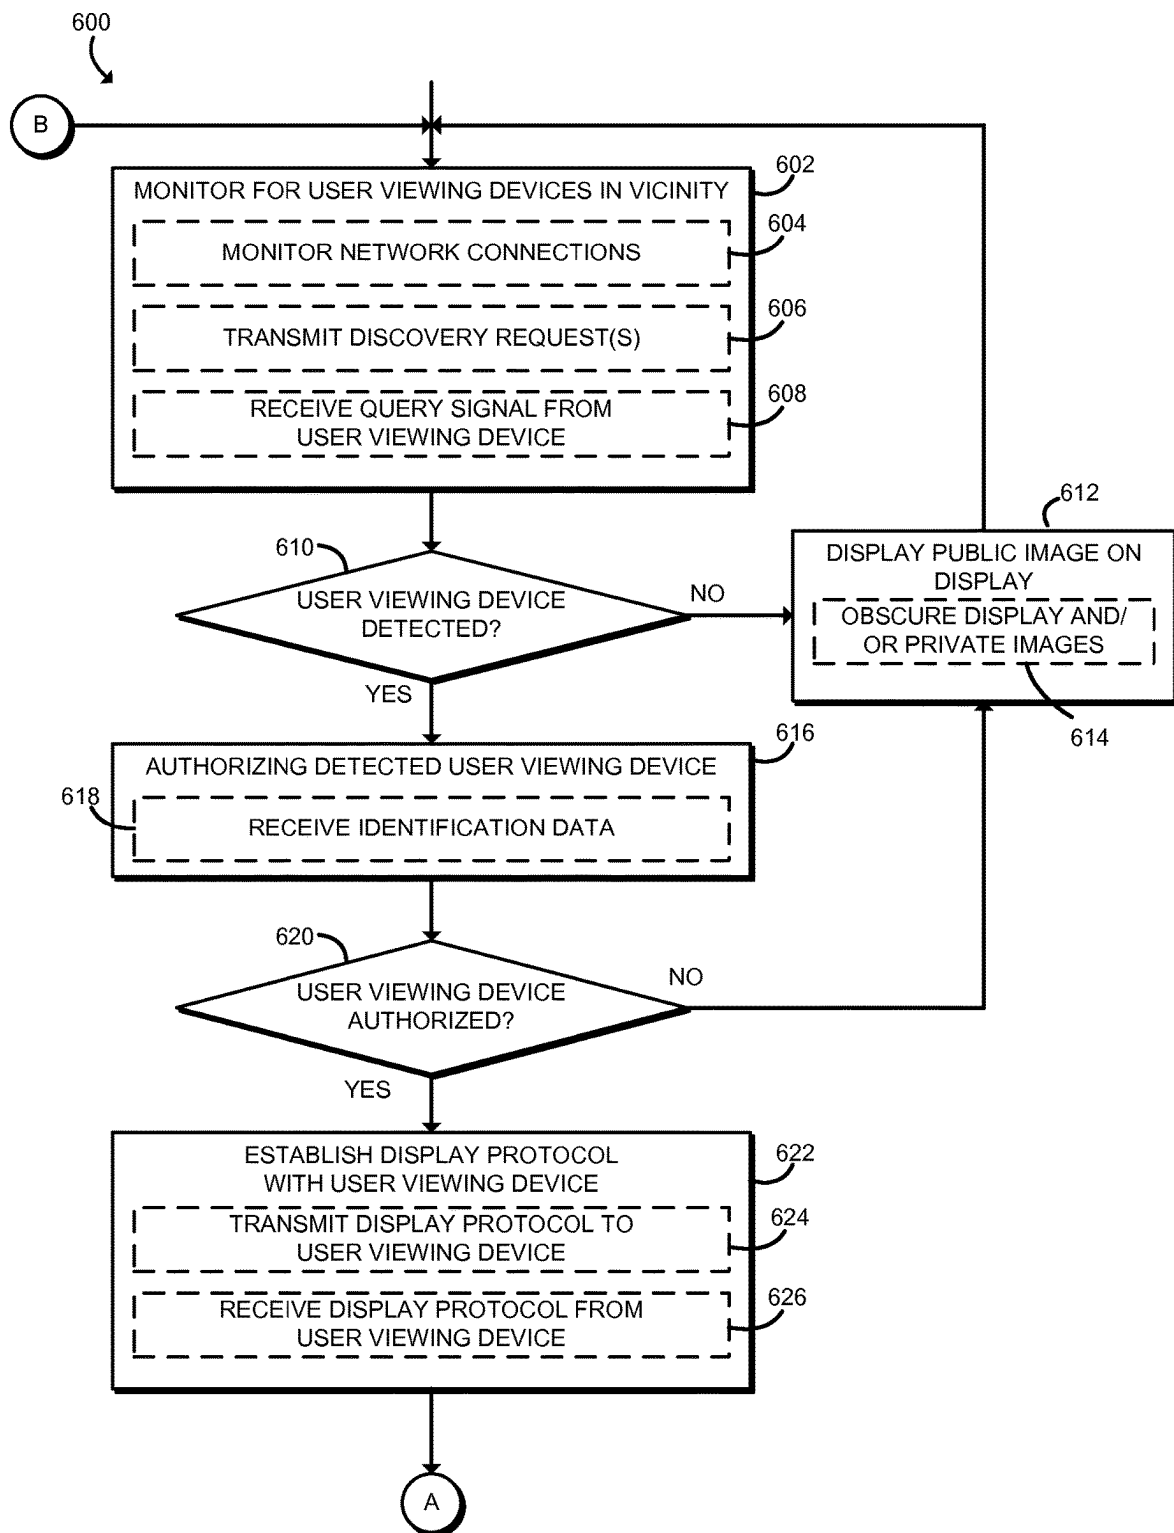 600
B
602
MONITOR FOR USER VIEWING DEVICES IN VICINITY
604
MONITOR NETWORK CONNECTIONS
606
TRANSMIT DISCOVERY REQUEST(S)
608
RECEIVE QUERY SIGNAL FROM
USER VIEWING DEVICE
610
USER VIEWING DEVICE
DETECTED?
NO
YES
612
DISPLAY PUBLIC IMAGE ON
DISPLAY
OBSCURE DISPLAY AND/
OR PRIVATE IMAGES
614
616
AUTHORIZING DETECTED USER VIEWING DEVICE
618
RECEIVE IDENTIFICATION DATA
620
USER VIEWING DEVICE
AUTHORIZED?
NO
YES
622
ESTABLISH DISPLAY PROTOCOL
WITH USER VIEWING DEVICE
624
TRANSMIT DISPLAY PROTOCOL TO
USER VIEWING DEVICE
626
RECEIVE DISPLAY PROTOCOL FROM
USER VIEWING DEVICE
A